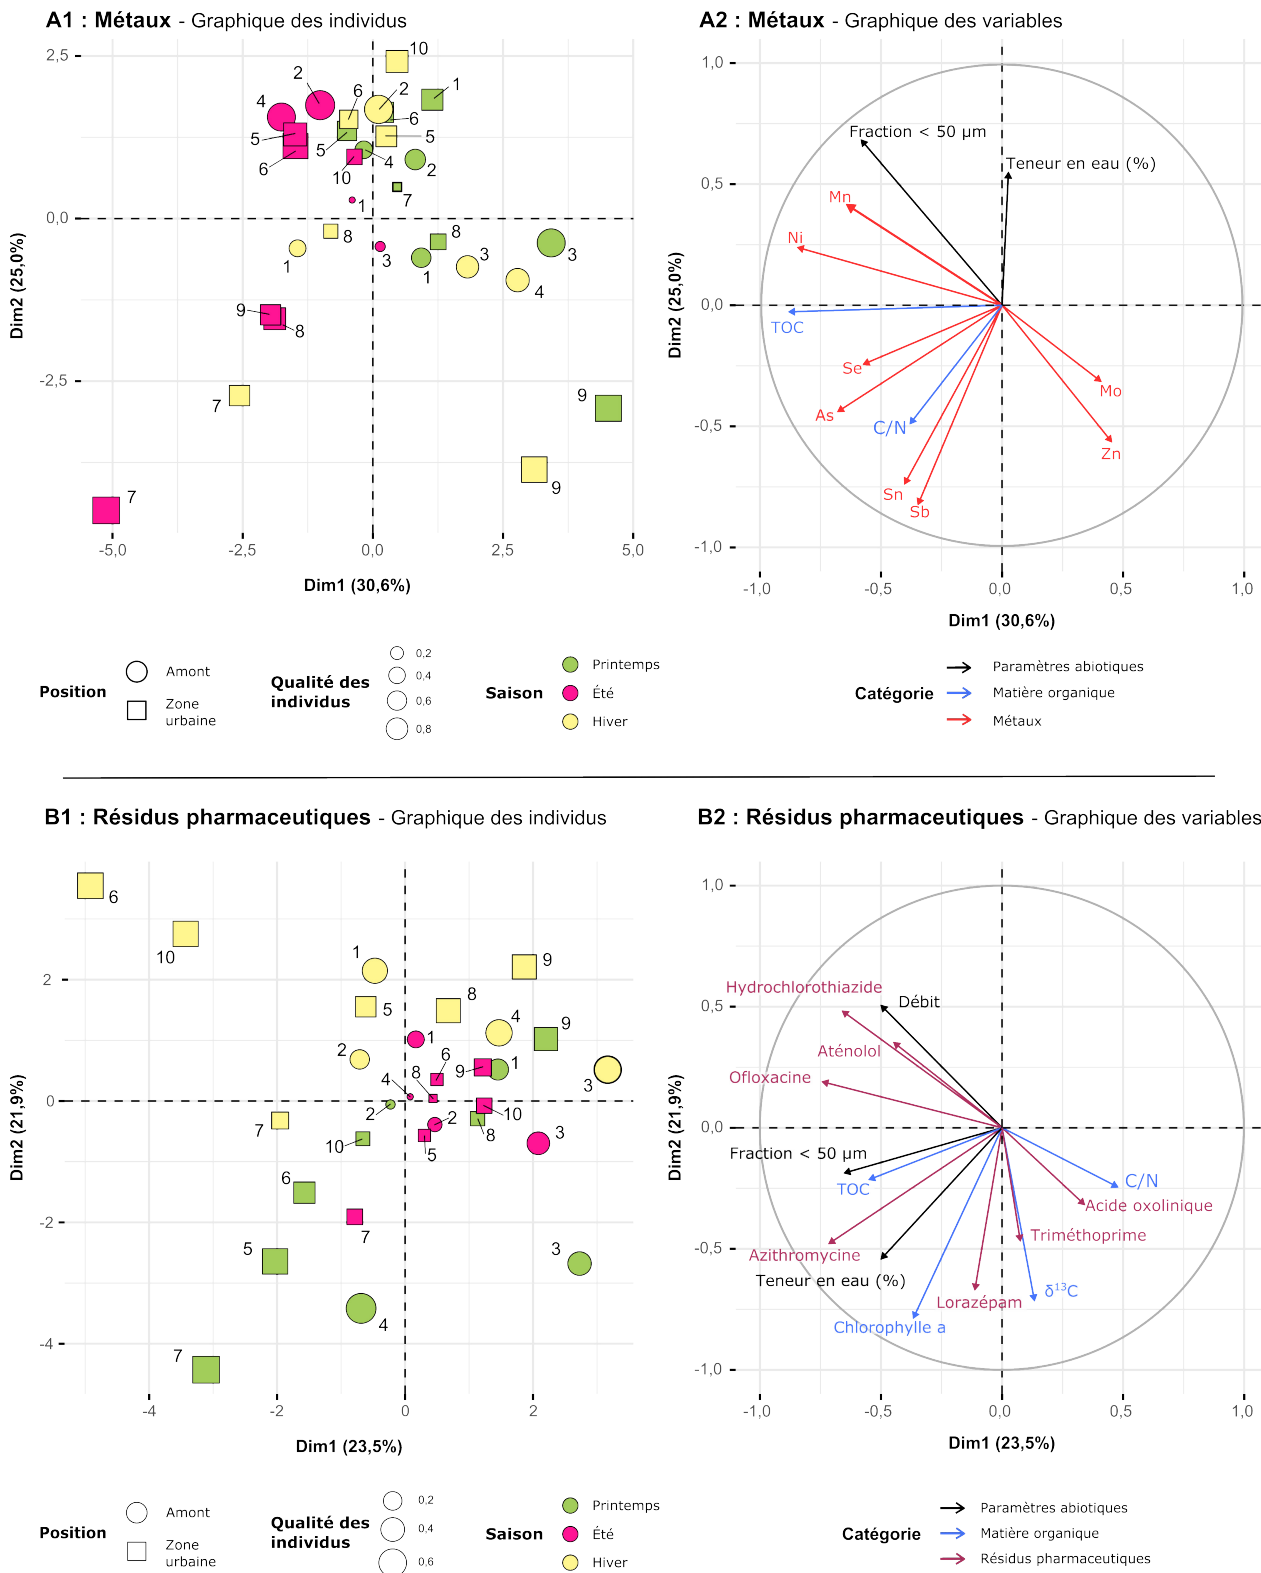 A1 : Métaux - Graphique des individus
2,5
0,0
-2,5
Dim2 (25,0%)
10
2
6
2
1
4
5
6
5
5
6
4
2
10
7
1
8
1
3
8
1
3
3
4
9
8
7
9
9
7
-5,0
-2,5
0,0
2,5
5,0
Dim1 (30,6%)
Position
Amont
Zone
urbaine
Qualité des
individus
0,2
0,4
0,6
0,8
Saison
Printemps
Été
Hiver
A2 : Métaux - Graphique des variables
1,0
0,5
0,0
-0,5
-1,0
Dim2 (25,0%)
Fraction < 50 µm
Teneur en eau (%)
Mn
Ni
TOC
Se
As
C/N
Sn
Sb
Mo
Zn
-1,0
-0,5
0,0
0,5
1,0
Dim1 (30,6%)
Catégorie
Paramètres abiotiques
Matière organique
Métaux
B1 : Résidus pharmaceutiques - Graphique des individus
2
0
-2
-4
Dim2 (21,9%)
6
10
1
9
5
8
4
9
1
2
6
8
9
1
4
3
7
2
10
2
10
8
3
5
6
7
5
3
4
7
-4
-2
0
2
Dim1 (23,5%)
Position
Amont
Zone
urbaine
Qualité des
individus
0,2
0,4
0,6
Saison
Printemps
Été
Hiver
B2 : Résidus pharmaceutiques - Graphique des variables
1,0
0,5
0,0
-0,5
-1,0
Dim2 (21,9%)
Hydrochlorothiazide
Débit
Aténolol
Ofloxacine
Fraction < 50 µm
TOC
C/N
Acide oxolinique
Triméthoprime
Azithromycine
Teneur en eau (%)
δ¹³C
Lorazépam
Chlorophylle a
-1,0
-0,5
0,0
0,5
1,0
Dim1 (23,5%)
Catégorie
Paramètres abiotiques
Matière organique
Résidus pharmaceutiques